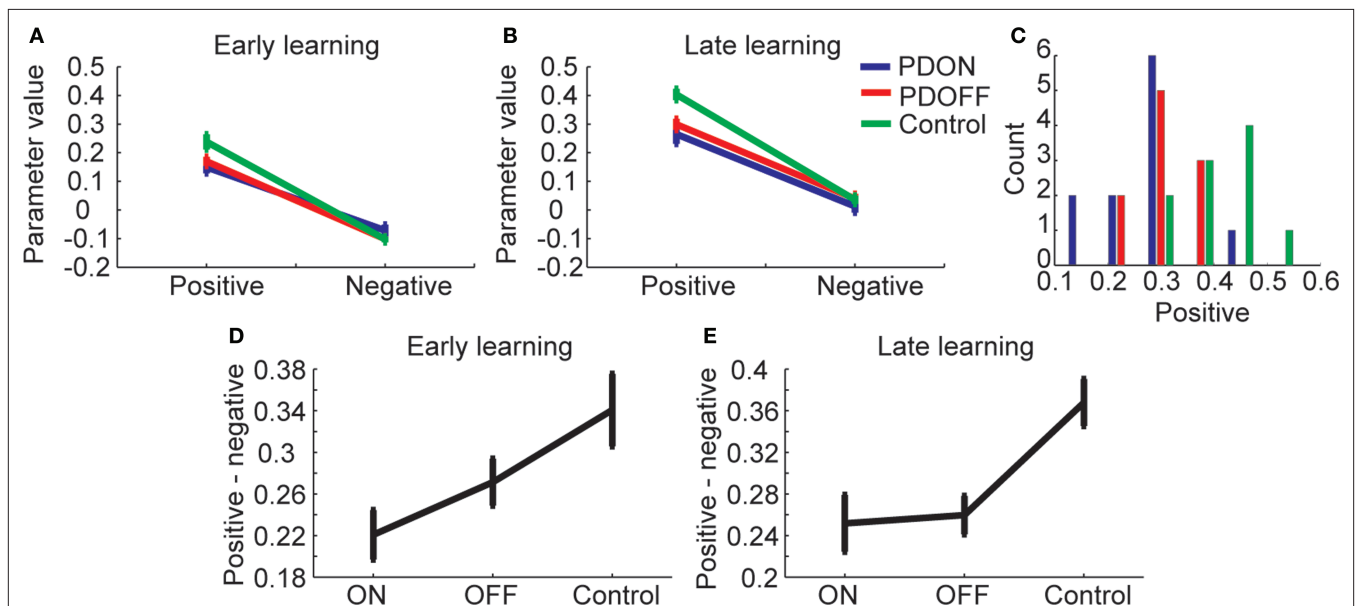 A
Early learning
Parameter value
0.5
0.4
0.3
0.2
0.1
0
-0.1
-0.2
Positive
Negative
B
Late learning
Parameter value
0.5
0.4
0.3
0.2
0.1
0
-0.1
-0.2
Positive
Negative
PDON
PDOFF
Control
C
Count
6
5
4
3
2
1
0
0.1 0.2 0.3 0.4 0.5 0.6
Positive
D
Early learning
Positive - negative
0.38
0.34
0.3
0.26
0.22
0.18
ON
OFF
Control
E
Late learning
Positive - negative
0.4
0.36
0.32
0.28
0.24
0.2
ON
OFF
Control